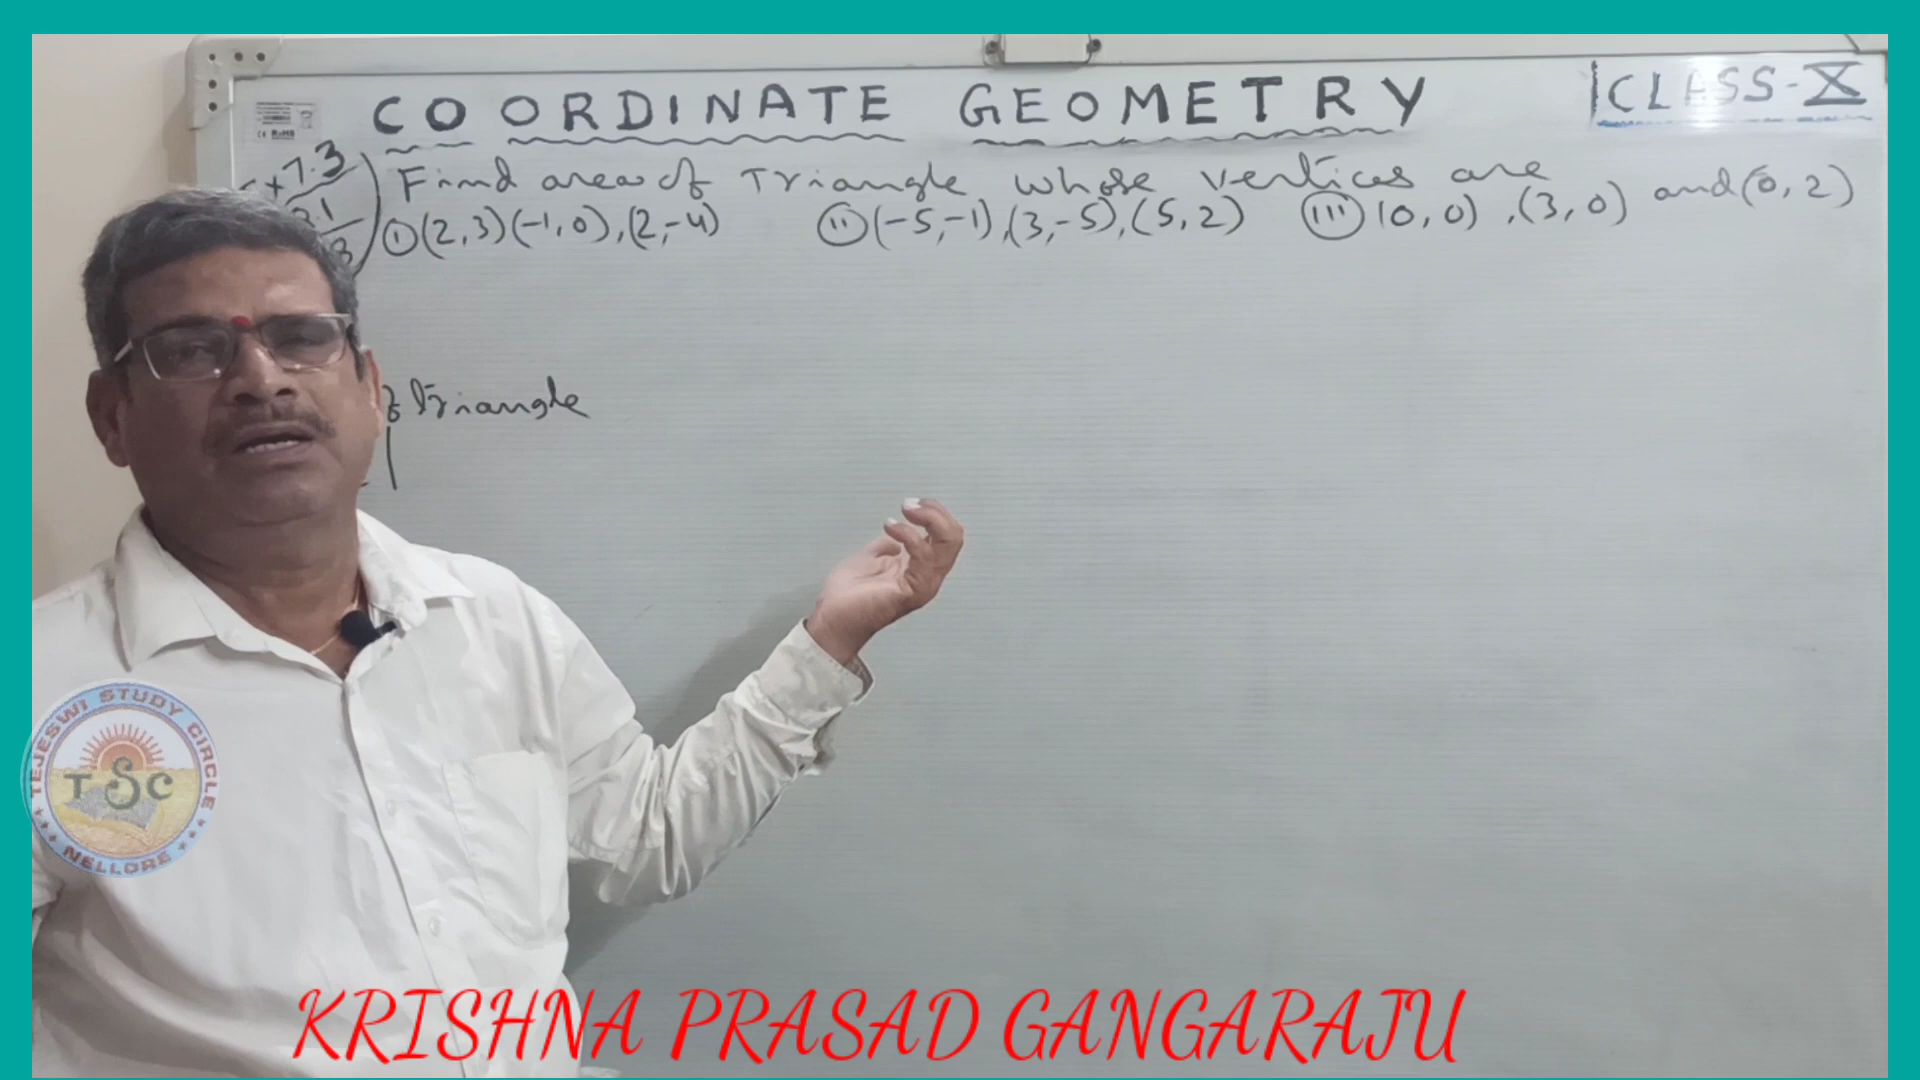 COORDINATE GEOMETRY
CLASS-X
7.3
Find area of Triangle whose vertices are
(i) (2,3)(-1,0),(2,-4) (ii) (-5,-1),(3,-5),(5,2) (iii) (0,0),(3,0) and (0,2)
Triangle
TEJESWI STUDY CIRCLE
TSC
NELLORE
KRISHNA PRASAD GANGARAJU